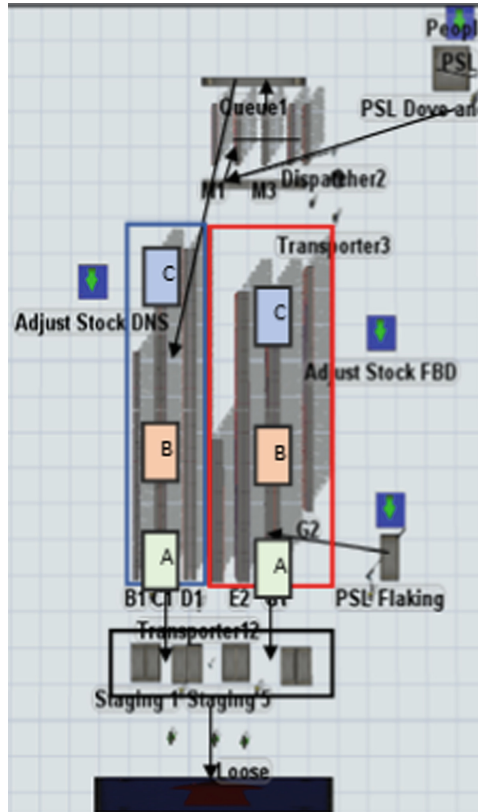 Peopl
PSL
Queue1
PSL Dove an
M1 M3 Dispatcher2
Transporter3
C
Adjust Stock DNS
C
Adjust Stock FBD
B
B
G2
A
A
B1 C1 D1 E2 G1 PSL Flaking
Transporter12
Staging 1 Staging 5
Loose